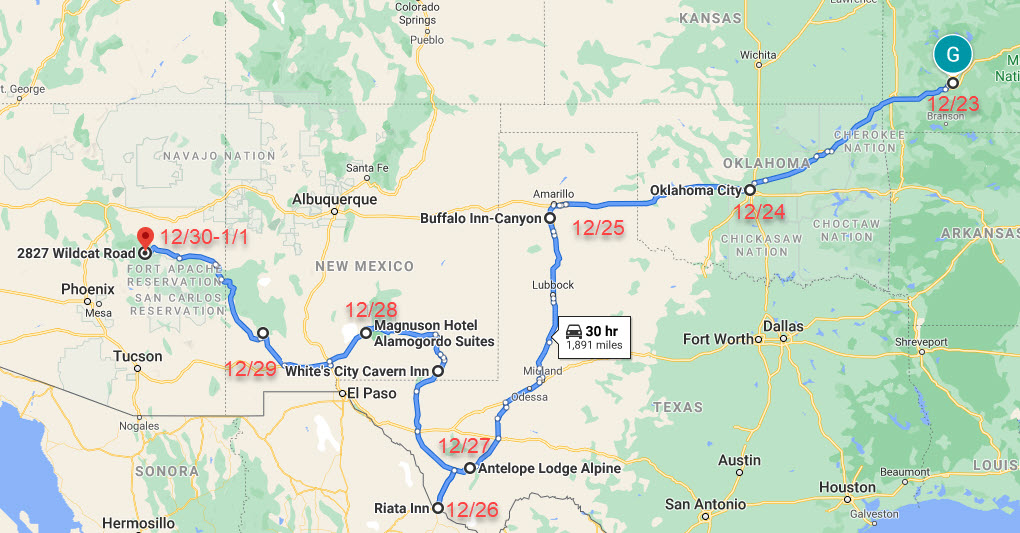 Colorado
Springs
Pueblo
KANSAS
Wichita
Lawrence
G
12/23
Branson
t. George
NAVAJO NATION
Santa Fe
Albuquerque
Amarillo
OKLAHOMA
CHEROKEE
NATION
Oklahoma City
12/24
Buffalo Inn-Canyon
12/25
CHICKASAW
NATION
CHOCTAW
NATION
ARKANSAS
12/30-1/1
2827 Wildcat Road
FORT APACHE
RESERVATION
SAN CARLOS
RESERVATION
Phoenix
Mesa
NEW MEXICO
Lubbock
12/28
Magnuson Hotel
Alamogordo Suites
30 hr
1,891 miles
Fort Worth
Dallas
Shreveport
Tucson
12/29
White's City Cavern Inn
El Paso
Midland
Odessa
TEXAS
Nogales
12/27
Antelope Lodge Alpine
SONORA
Riata Inn
12/26
Austin
Houston
Beaumont
LOUIS
San Antonio
Galveston
Hermosillo